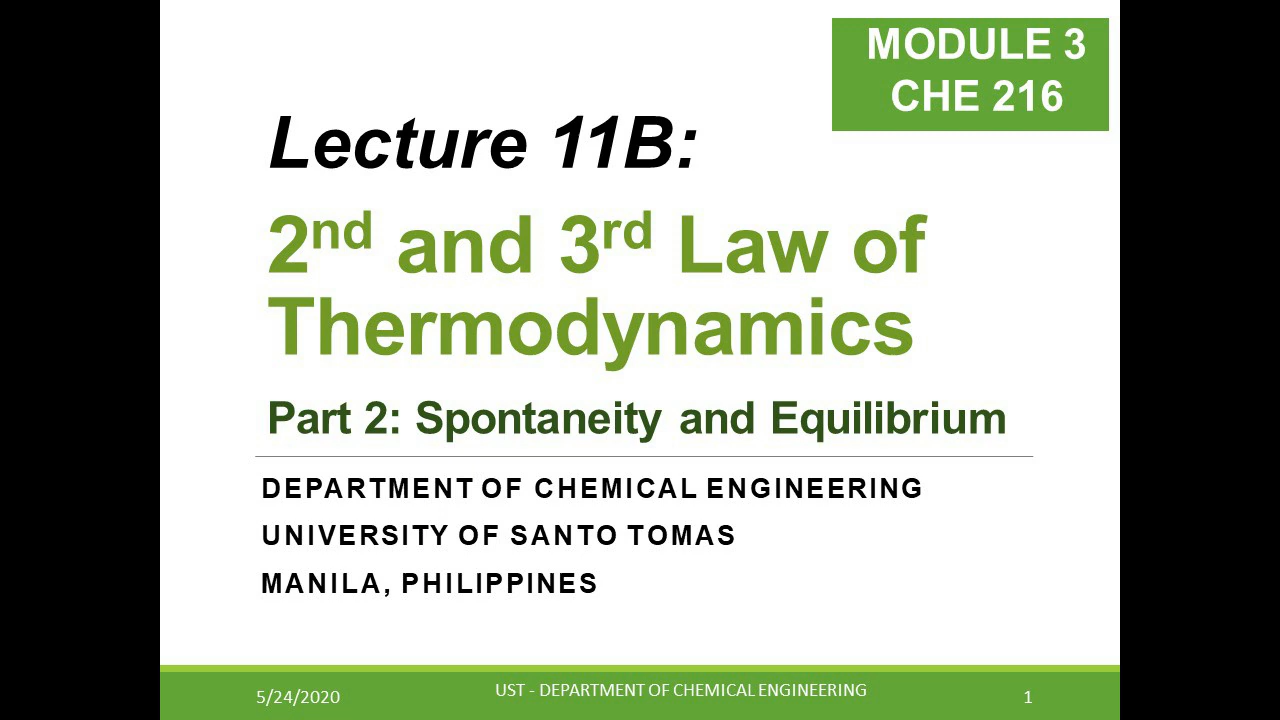 MODULE 3
CHE 216
Lecture 11B:
2nd and 3rd Law of
Thermodynamics
Part 2: Spontaneity and Equilibrium
DEPARTMENT OF CHEMICAL ENGINEERING
UNIVERSITY OF SANTO TOMAS
MANILA, PHILIPPINES
5/24/2020
UST - DEPARTMENT OF CHEMICAL ENGINEERING
1